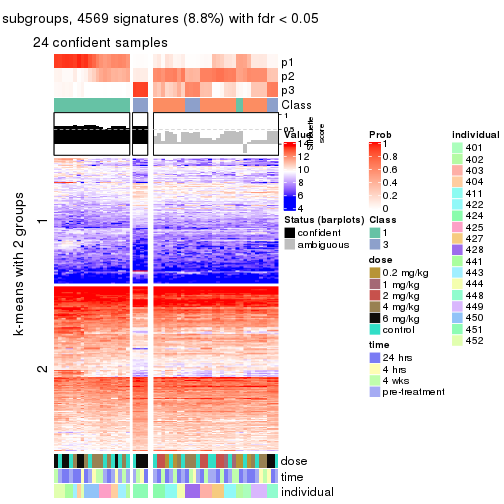 subgroups, 4569 signatures (8.8%) with fdr < 0.05
24 confident samples
p1
p2
p3
Class
1
0.5
0
Silhouette
score
1
2
k-means with 2 groups
dose
time
individual
Value
14
12
10
8
6
4
Status (barplots)
confident
ambiguous
Prob
1
0.8
0.6
0.4
0.2
0
Class
1
3
dose
0.2 mg/kg
1 mg/kg
2 mg/kg
4 mg/kg
6 mg/kg
control
time
24 hrs
4 hrs
4 wks
pre-treatment
individual
401
402
403
404
411
422
424
425
427
428
441
443
444
448
449
450
451
452